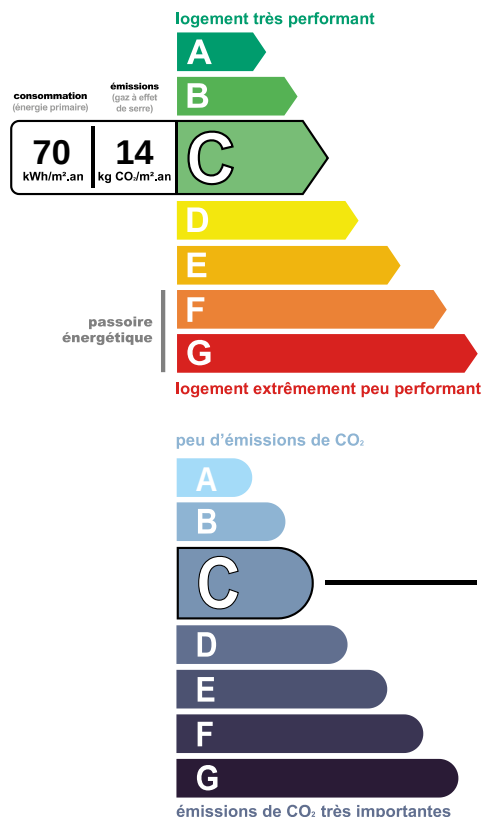 logement très performant
A
B
consommation
(énergie primaire)
émissions
(gaz à effet
de serre)
70
kWh/m².an
14
kg CO₂/m².an
C
D
E
F
G
passoire
énergétique
logement extrêmement peu performant
peu d'émissions de CO₂
A
B
C
D
E
F
G
émissions de CO₂ très importantes